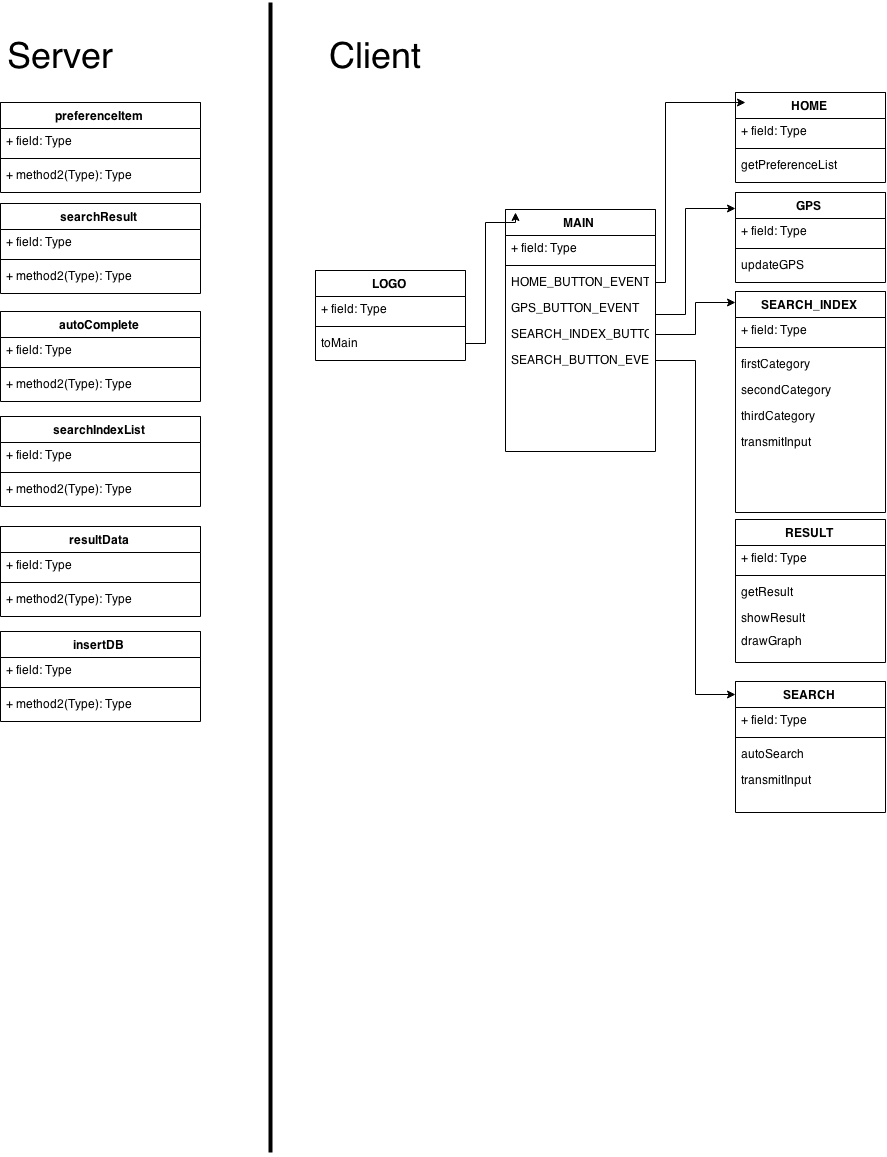 Server
preferenceItem
+ field: Type
+ method2(Type): Type
searchResult
+ field: Type
+ method2(Type): Type
autoComplete
+ field: Type
+ method2(Type): Type
searchIndexList
+ field: Type
+ method2(Type): Type
resultData
+ field: Type
+ method2(Type): Type
insertDB
+ field: Type
+ method2(Type): Type
Client
LOGO
+ field: Type
toMain
MAIN
+ field: Type
HOME_BUTTON_EVENT
GPS_BUTTON_EVENT
SEARCH_INDEX_BUTTO
SEARCH_BUTTON_EVE
HOME
+ field: Type
getPreferenceList
GPS
+ field: Type
updateGPS
SEARCH_INDEX
+ field: Type
firstCategory
secondCategory
thirdCategory
transmitInput
RESULT
+ field: Type
getResult
showResult
drawGraph
SEARCH
+ field: Type
autoSearch
transmitInput